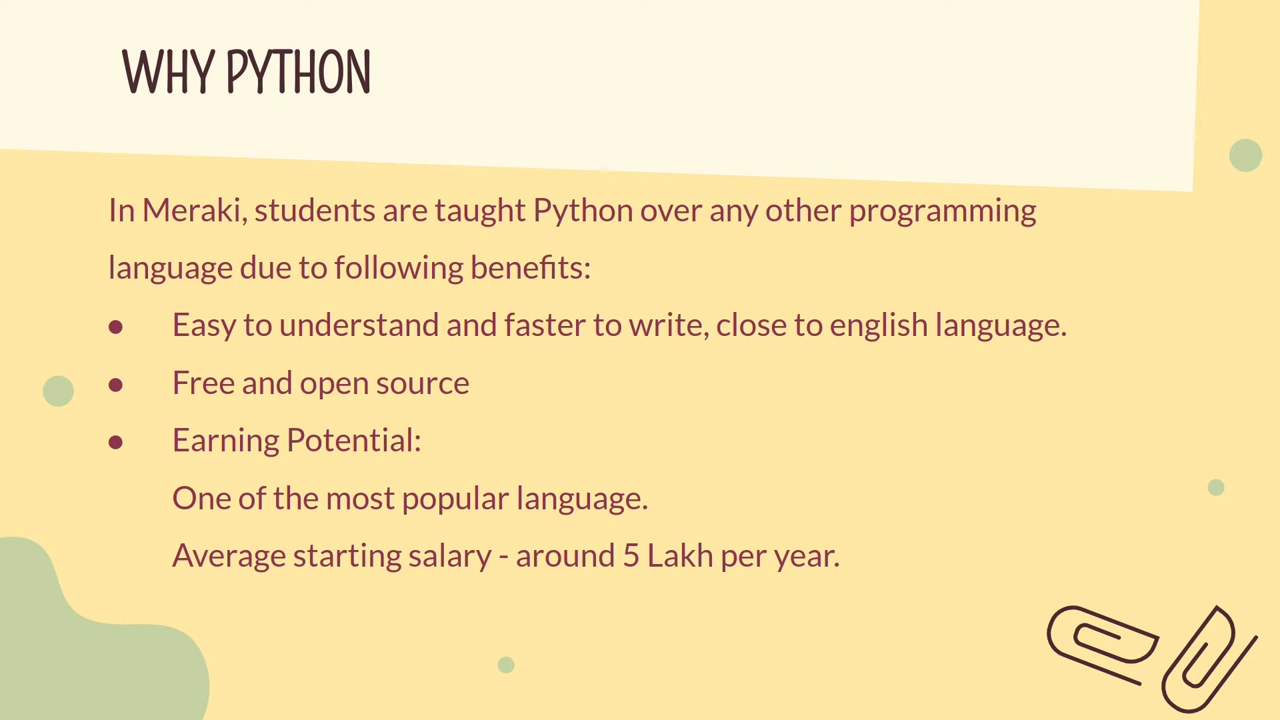 WHY PYTHON
In Meraki, students are taught Python over any other programming
language due to following benefits:
● Easy to understand and faster to write, close to english language.
● Free and open source
● Earning Potential:
One of the most popular language.
Average starting salary - around 5 Lakh per year.